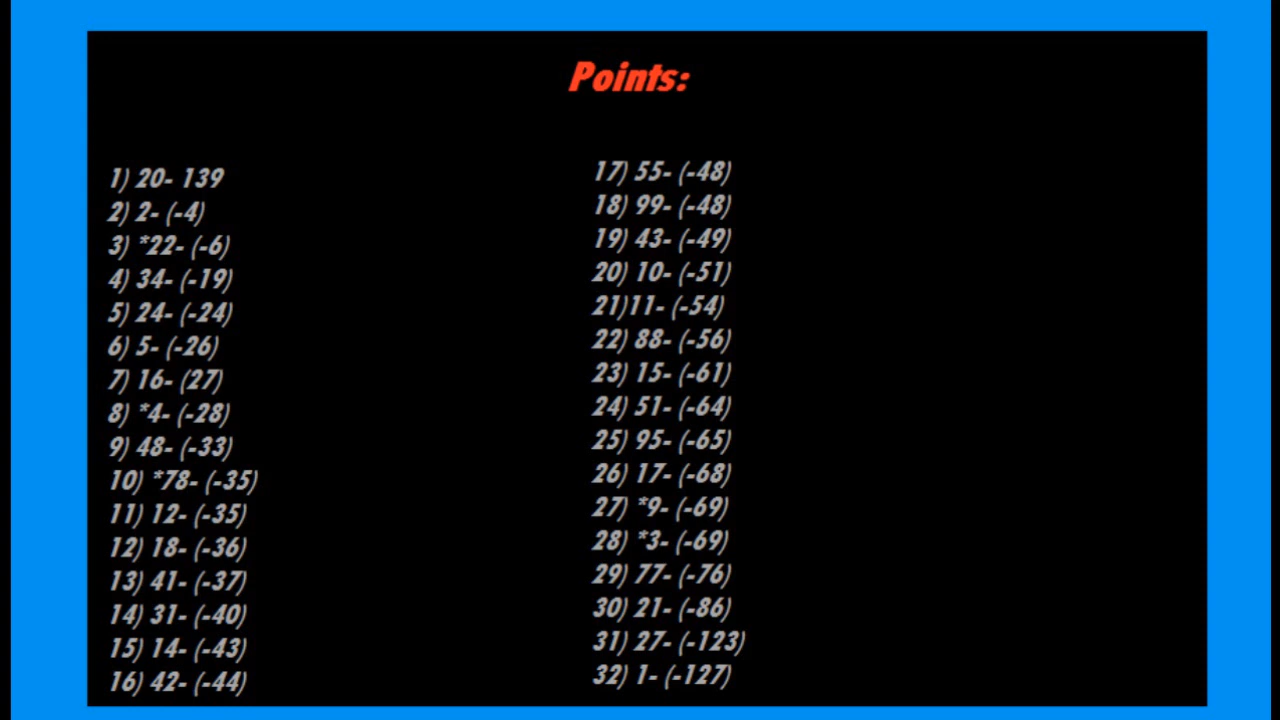 Points:
1) 20- 139
2) 2- (-4)
3) *22- (-6)
4) 34- (-19)
5) 24- (-24)
6) 5- (-26)
7) 16- (27)
8) *4- (-28)
9) 48- (-33)
10) *78- (-35)
11) 12- (-35)
12) 18- (-36)
13) 41- (-37)
14) 31- (-40)
15) 14- (-43)
16) 42- (-44)
17) 55- (-48)
18) 99- (-48)
19) 43- (-49)
20) 10- (-51)
21)11- (-54)
22) 88- (-56)
23) 15- (-61)
24) 51- (-64)
25) 95- (-65)
26) 17- (-68)
27) *9- (-69)
28) *3- (-69)
29) 77- (-76)
30) 21- (-86)
31) 27- (-123)
32) 1- (-127)